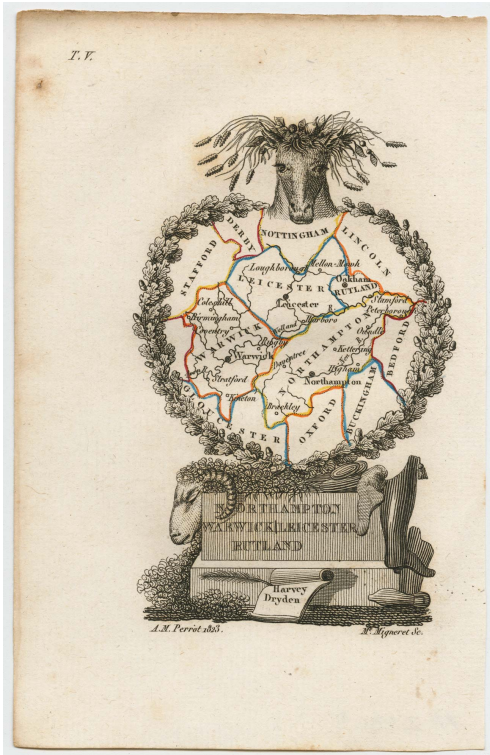 T. V.
DERBY
NOTTINGHAM
LINCOLN
STAFFORD
Loughborough
Melton-Mowb
LEICESTER
Oakham
RUTLAND
Leicester
Stamford
Peterborough
Coleshill
Birmingham
Coventry
Harboro
Oundle
Rugby
WARWICK
Warwick
Daventree
NORTHAMPTON
Kettering
Higham
BEDFORD
Stratford
Northampton
Keinton
Brackley
BUCKINGHAM
GLOUCESTER
OXFORD
NORTHAMPTON
WARWICK LEICESTER
RUTLAND
Harvey
Dryden
A.M. Perrot 1823.
Migneret Sc.